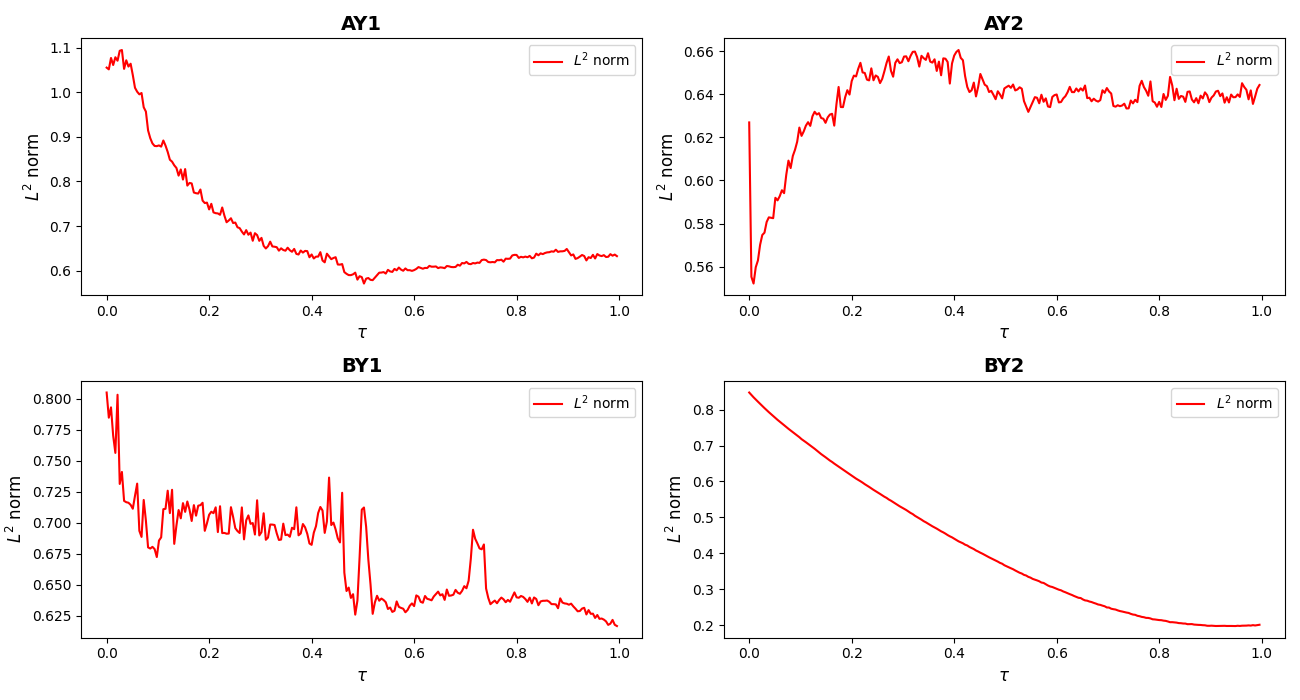 AY1
L² norm
1.1
1.0
0.9
0.8
0.7
0.6
L² norm
0.0 0.2 0.4 0.6 0.8 1.0
τ
AY2
L² norm
0.66
0.64
0.62
0.60
0.58
0.56
L² norm
0.0 0.2 0.4 0.6 0.8 1.0
τ
BY1
L² norm
0.800
0.775
0.750
0.725
0.700
0.675
0.650
0.625
L² norm
0.0 0.2 0.4 0.6 0.8 1.0
τ
BY2
L² norm
0.8
0.7
0.6
0.5
0.4
0.3
0.2
L² norm
0.0 0.2 0.4 0.6 0.8 1.0
τ